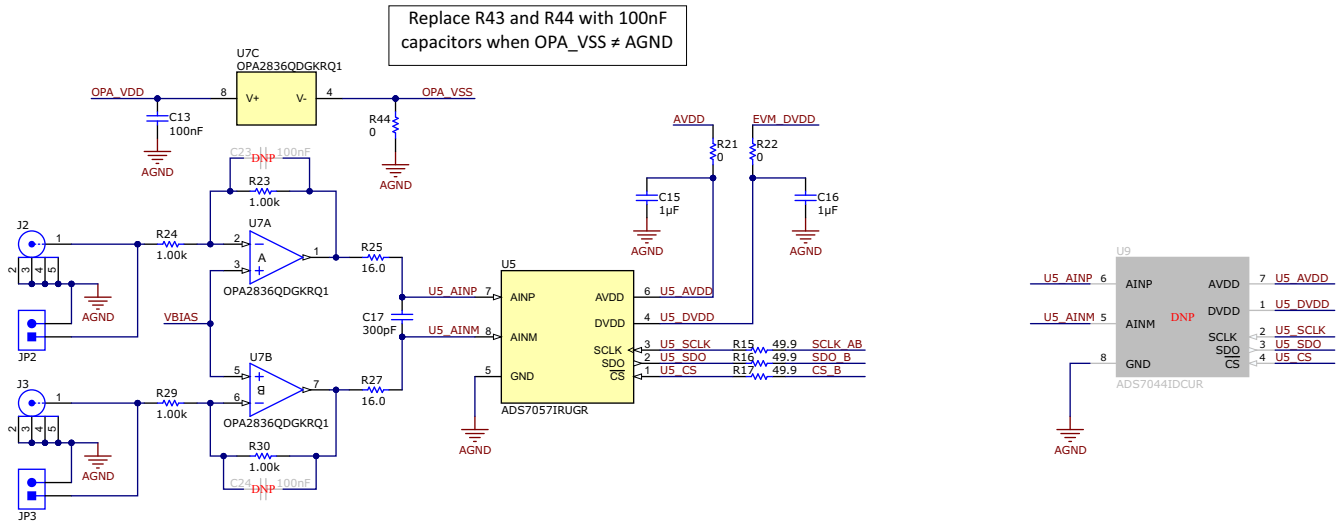 Replace R43 and R44 with 100nF
capacitors when OPA_VSS ≠ AGND
U7C
OPA2836QDGKRQ1
OPA_VDD
8
V+
V-
4
OPA_VSS
C13
100nF
AGND
R44
0
AGND
C23
DNP
100nF
R23
1.00k
J2
1
2
3
4
5
AGND
JP2
R24
1.00k
U7A
2
3
A
1
OPA2836QDGKRQ1
R25
16.0
VBIAS
C17
300pF
U7B
5
6
B
7
OPA2836QDGKRQ1
R27
16.0
J3
1
2
3
4
5
AGND
JP3
R29
1.00k
R30
1.00k
C24
DNP
100nF
AVDD
EVM_DVDD
R21
0
R22
0
C15
1µF
AGND
C16
1µF
AGND
U5
U5_AINP
7
AINP
AVDD
6
U5_AVDD
DVDD
4
U5_DVDD
U5_AINM
8
AINM
SCLK
3
U5_SCLK
R15
49.9
SCLK_AB
SDO
2
U5_SDO
R16
49.9
SDO_B
5
GND
CS
1
U5_CS
R17
49.9
CS_B
ADS7057IRUGR
AGND
U9
U5_AINP
6
AINP
AVDD
7
U5_AVDD
DVDD
1
U5_DVDD
U5_AINM
5
AINM
DNP
SCLK
2
U5_SCLK
SDO
3
U5_SDO
8
GND
CS
4
U5_CS
ADS7044IDCUR
AGND